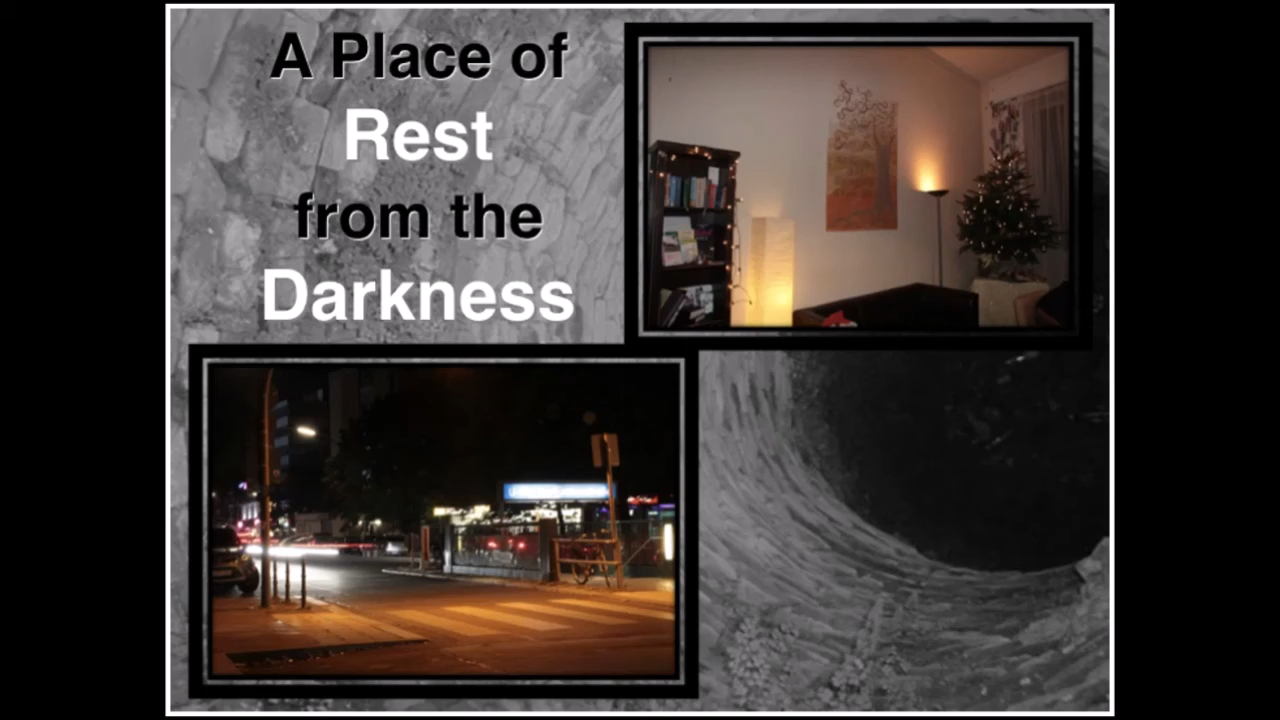 A Place of
Rest
from the
Darkness